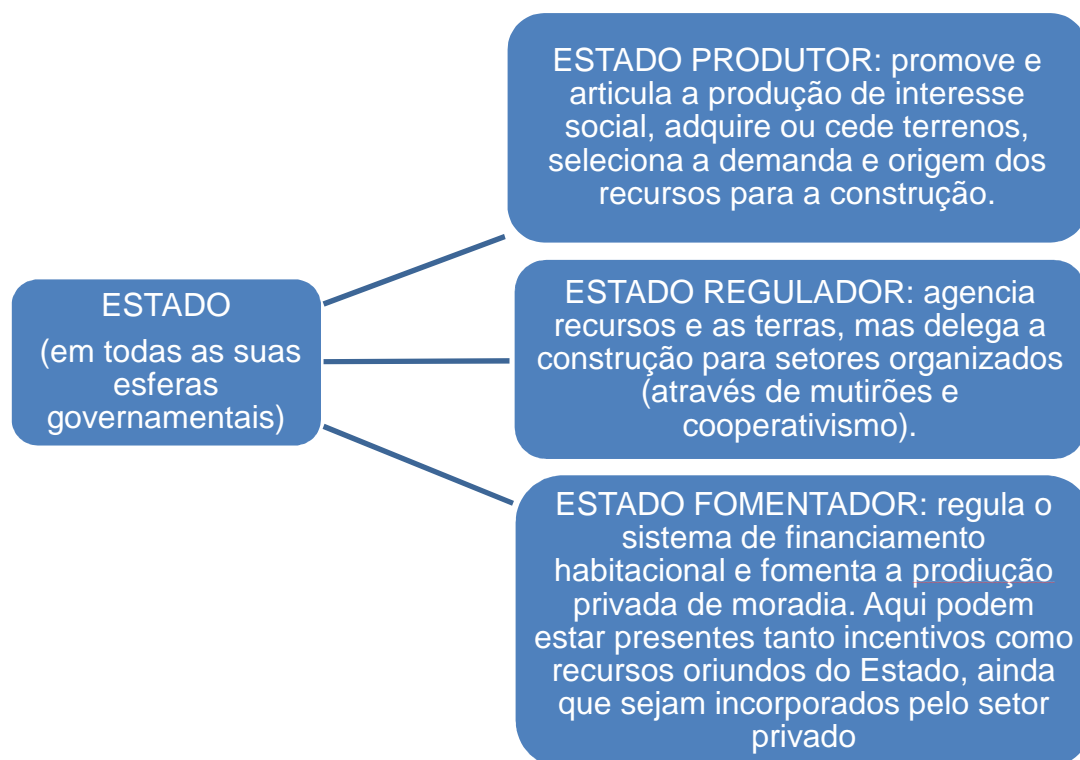 ESTADO
(em todas as suas
esferas
governamentais)
ESTADO PRODUTOR: promove e
articula a produção de interesse
social, adquire ou cede terrenos,
seleciona a demanda e origem dos
recursos para a construção.
ESTADO REGULADOR: agencia
recursos e as terras, mas delega a
construção para setores organizados
(através de mutirões e
cooperativismo).
ESTADO FOMENTADOR: regula o
sistema de financiamento
habitacional e fomenta a prodiução
privada de moradia. Aqui podem
estar presentes tanto incentivos como
recursos oriundos do Estado, ainda
que sejam incorporados pelo setor
privado